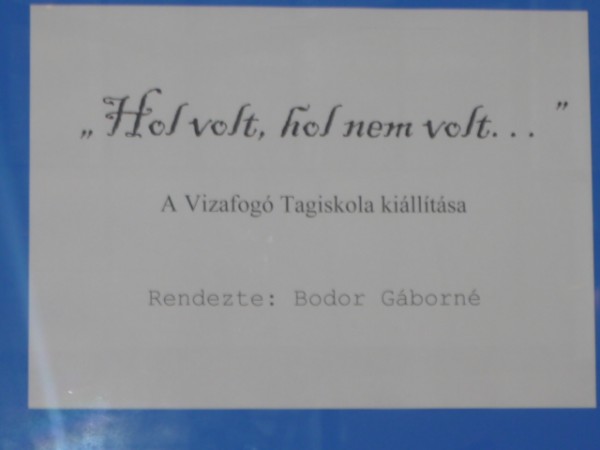 „Hol volt, hol nem volt... ”
A Vizafogó Tagiskola kiállítása
Rendezte: Bodor Gáborné